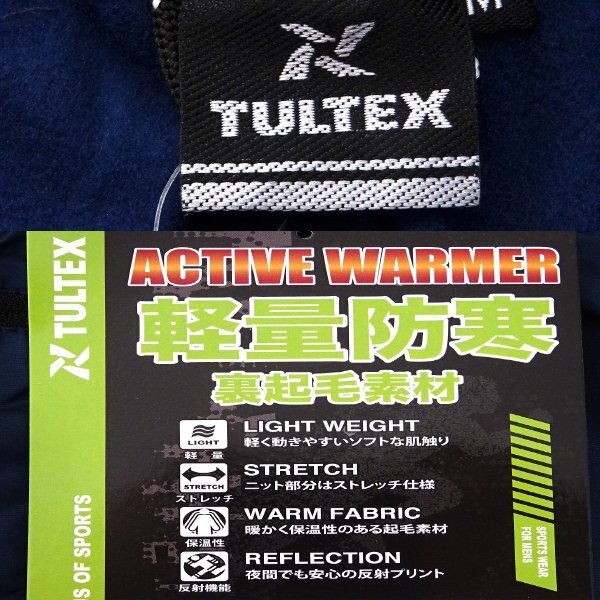 M
TULTEX
TULTEX
ACTIVE WARMER
軽量防寒
裏起毛素材
LIGHT
軽量
LIGHT WEIGHT
軽く動きやすいソフトな肌触り
STRETCH
ストレッチ
STRETCH
ニット部分はストレッチ仕様
保温性
WARM FABRIC
暖かく保温性のある起毛素材
反射機能
REFLECTION
夜間でも安心の反射プリント
OF SPORTS
SPORTS WEAR
FOR MENS